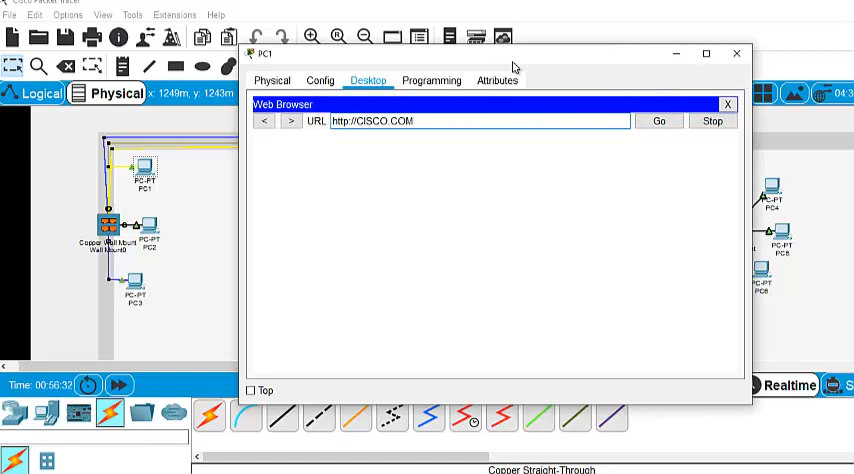 Cisco Packet Tracer
File Edit Options View Tools Extensions Help
Logical Physical x: 1249m, y: 1243m
PC1
Physical Config Desktop Programming Attributes
Web Browser X
< > URL http://CISCO.COM Go Stop
PC-PT
PC1
PC-PT
PC2
Copper Wall Mount
Wall Mount0
PC-PT
PC3
PC-PT
PC4
PC-PT
PC-PT
Top
Time: 00:56:32
Realtime
Copper Straight-Through